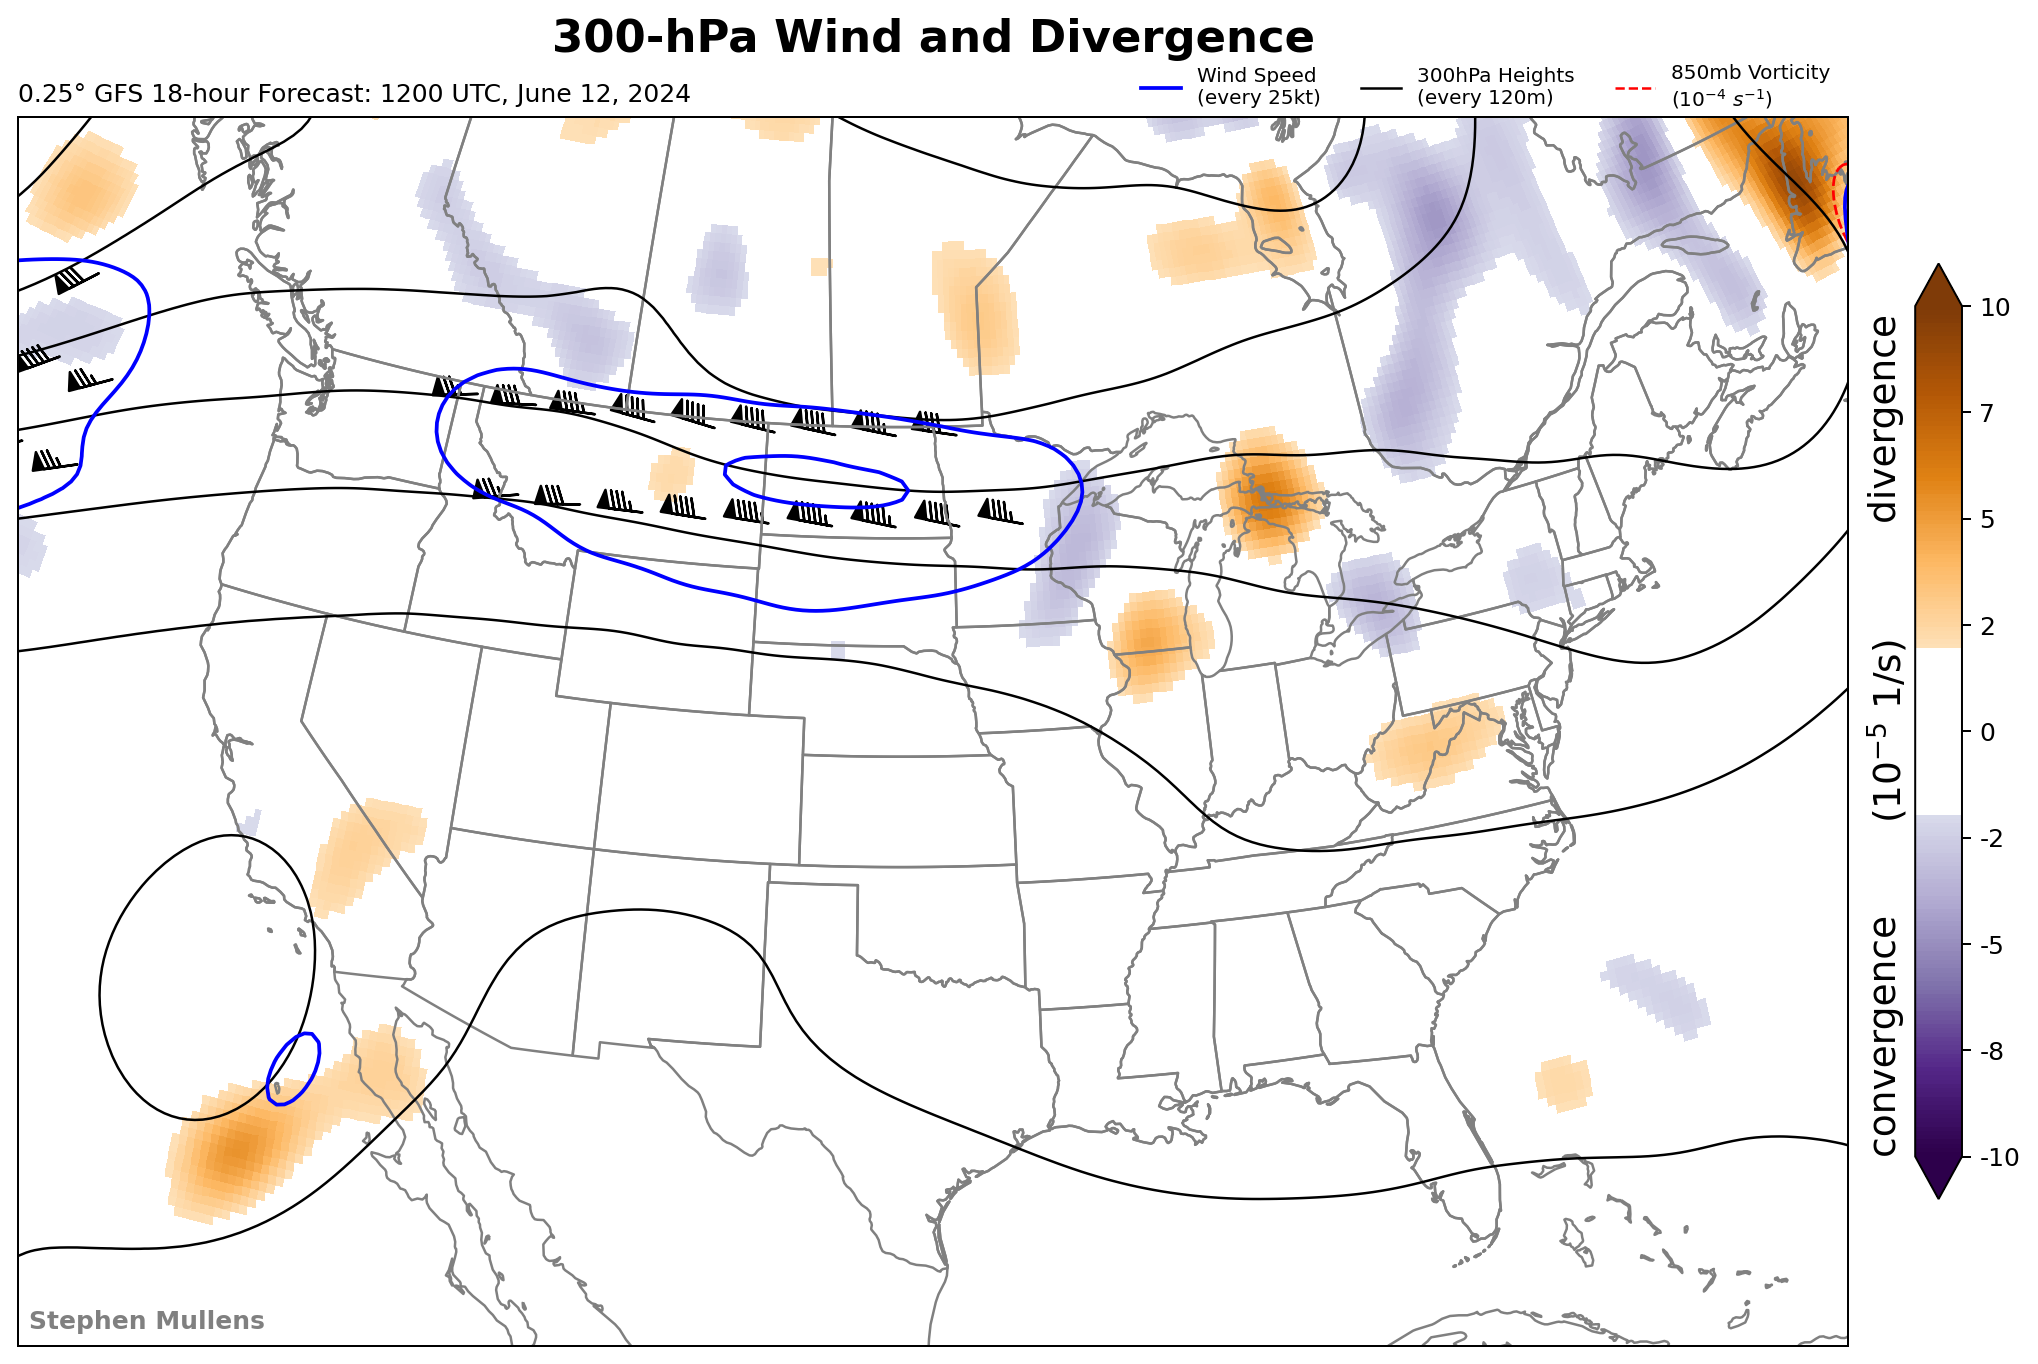 300-hPa Wind and Divergence
0.25° GFS 18-hour Forecast: 1200 UTC, June 12, 2024
Wind Speed
(every 25kt)
300hPa Heights
(every 120m)
850mb Vorticity
(10⁻⁴ s⁻¹)
10
7
5
2
0
-2
-5
-8
-10
convergence (10⁻⁵ 1/s) divergence
Stephen Mullens